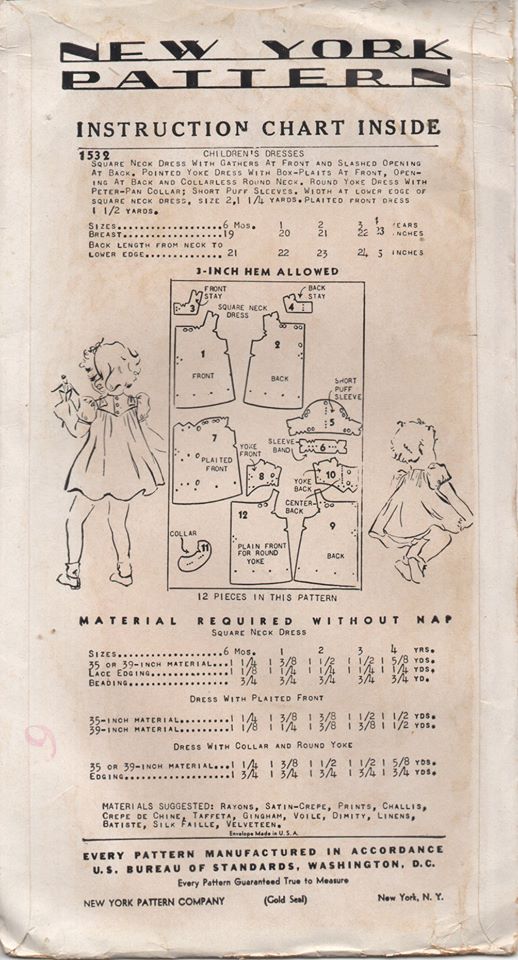 NEW YORK
PATTERN
INSTRUCTION CHART INSIDE
1532 CHILDREN'S DRESSES
SQUARE NECK DRESS WITH GATHERS AT FRONT AND SLASHED OPENING
AT BACK. POINTED YOKE DRESS WITH BOX-PLAITS AT FRONT, OPEN-
ING AT BACK AND COLLARLESS ROUND NECK. ROUND YOKE DRESS WITH
PETER-PAN COLLAR; SHORT PUFF SLEEVES. WIDTH AT LOWER EDGE OF
SQUARE NECK DRESS, SIZE 2, 1 1/4 YARDS. PLAITED FRONT DRESS
1 1/2 YARDS.
SIZES 6 MOS. 1 2 3 EARS
BREAST 19 20 21 22 23 INCHES
BACK LENGTH FROM NECK TO
LOWER EDGE 21 22 23 24 5 INCHES
3-INCH HEM ALLOWED
FRONT STAY
3
SQUARE NECK DRESS
BACK STAY
4
1
FRONT
2
BACK
SHORT PUFF SLEEVE
5
7
PLAITED FRONT
SLEEVE BAND
6
YOKE FRONT
8
YOKE BACK
10
CENTER-BACK
COLLAR
11
12
PLAIN FRONT FOR ROUND YOKE
9
BACK
12 PIECES IN THIS PATTERN
MATERIAL REQUIRED WITHOUT NAP
SQUARE NECK DRESS
SIZES 6 MOS. 1 2 3 4 YRS.
35 OR 39-INCH MATERIAL...1 1/4 1 3/8 1 1/2 1 1/2 1 5/8 YDS.
LACE EDGING 1 1/8 1 1/4 1 1/4 1 1/4 1 1/4 YDS.
BEADING 3/4 3/4 3/4 3/4 3/4 YD.
DRESS WITH PLAITED FRONT
35-INCH MATERIAL 1 1/4 1 3/8 1 3/8 1 1/2 1 1/2 YDS.
39-INCH MATERIAL 1 1/8 1 1/4 1 3/8 1 1/2 1 1/2 YDS.
DRESS WITH COLLAR AND ROUND YOKE
35 OR 39-INCH MATERIAL...1 1/4 1 3/8 1 1/2 1 1/2 1 5/8 YDS.
EDGING 1 3/4 1 3/4 1 3/4 1 3/4 1 3/4 YDS.
MATERIALS SUGGESTED: RAYONS, SATIN-CREPE, PRINTS, CHALLIS,
CREPE DE CHINE, TAFFETA, GINGHAM, VOILE, DIMITY, LINENS,
BATISTE, SILK FAILLE, VELVETEEN.
Envelope Made in U.S.A.
EVERY PATTERN MANUFACTURED IN ACCORDANCE
U.S. BUREAU OF STANDARDS, WASHINGTON, D.C.
Every Pattern Guaranteed True to Measure
NEW YORK PATTERN COMPANY (Gold Seal) New York, N. Y.